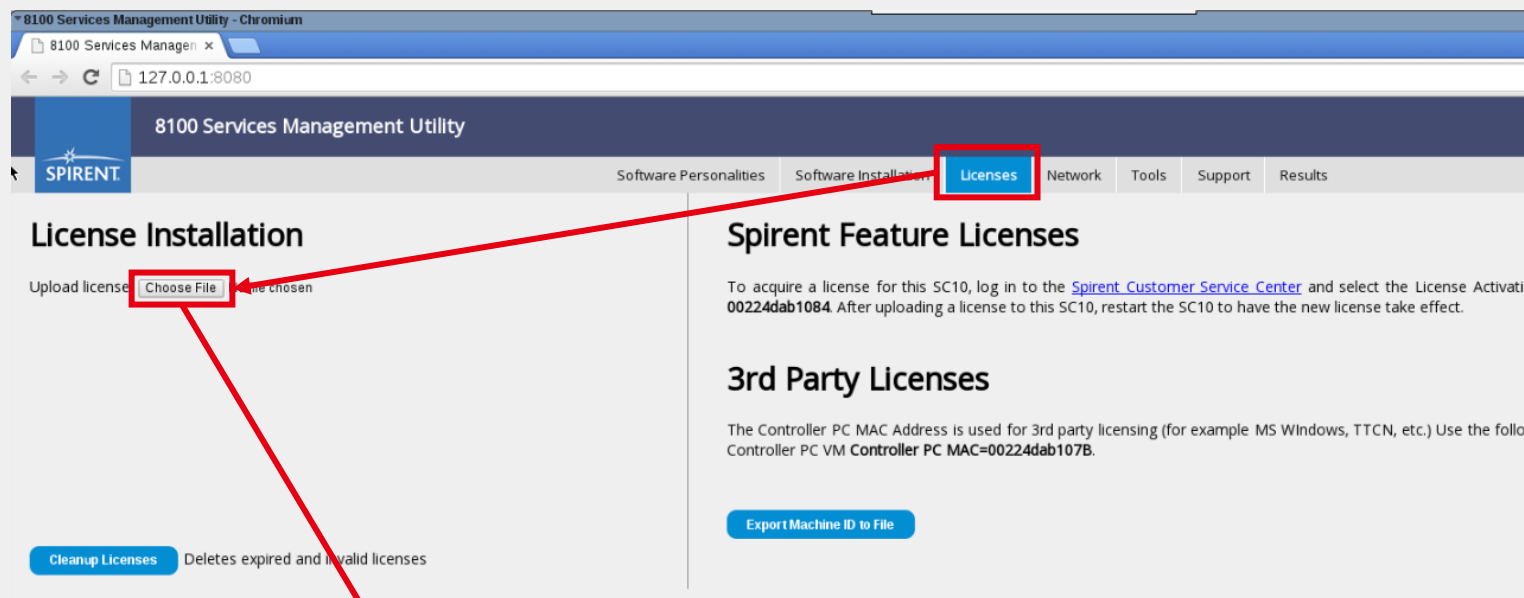 8100 Services Management Utility - Chromium
8100 Services Managen
127.0.0.1:8080
8100 Services Management Utility
SPIRENT
Software Personalities Software Installation Licenses Network Tools Support Results
License Installation
Upload license Choose File file chosen
Cleanup Licenses Deletes expired and invalid licenses
Spirent Feature Licenses
To acquire a license for this SC10, log in to the Spirent Customer Service Center and select the License Activati
00224dab1084. After uploading a license to this SC10, restart the SC10 to have the new license take effect.
3rd Party Licenses
The Controller PC MAC Address is used for 3rd party licensing (for example MS WIndows, TTCN, etc.) Use the follo
Controller PC VM Controller PC MAC=00224dab107B.
Export Machine ID to File